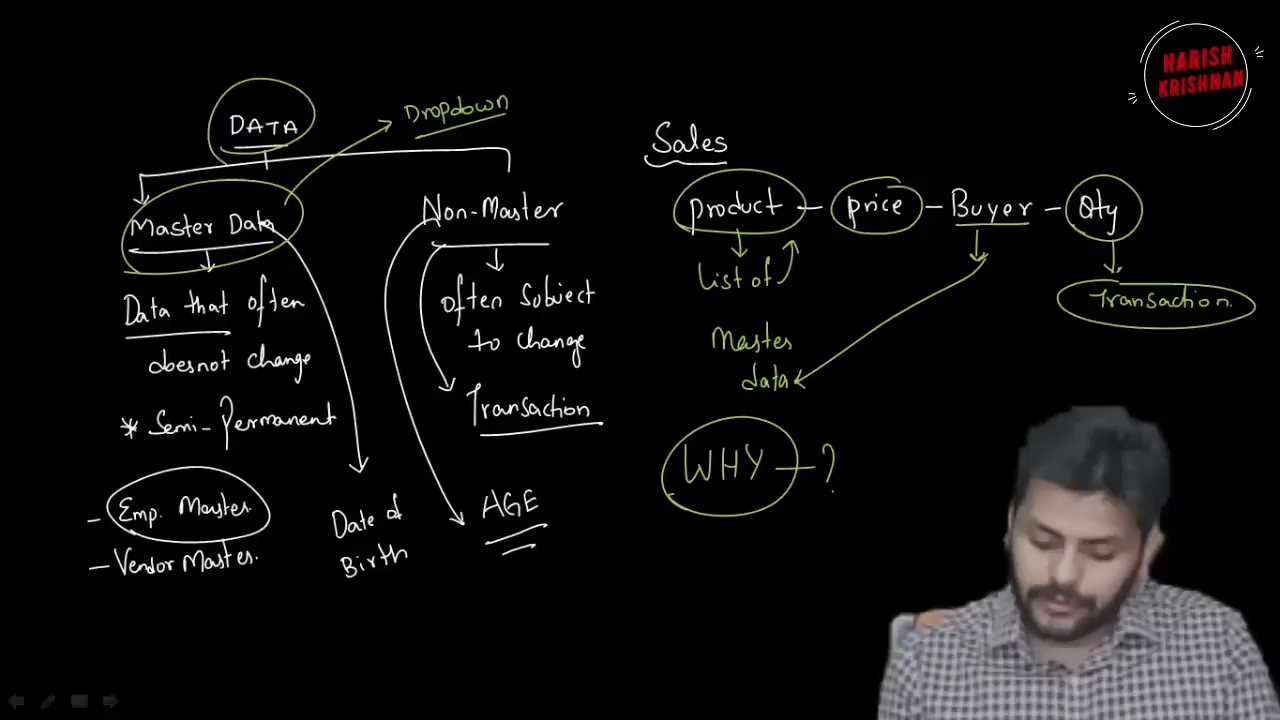 HARISH
KRISHNAN
DATA
Dropdown
Master Data
Data that often
doesnot change
* Semi-Permanent
- Emp. Master.
- Vendor Master.
Date of
Birth
Non-Master
often Subject
to change
Transaction
AGE
Sales
product - price - Buyer - Qty
List of
Master
data
Transaction.
WHY - ?